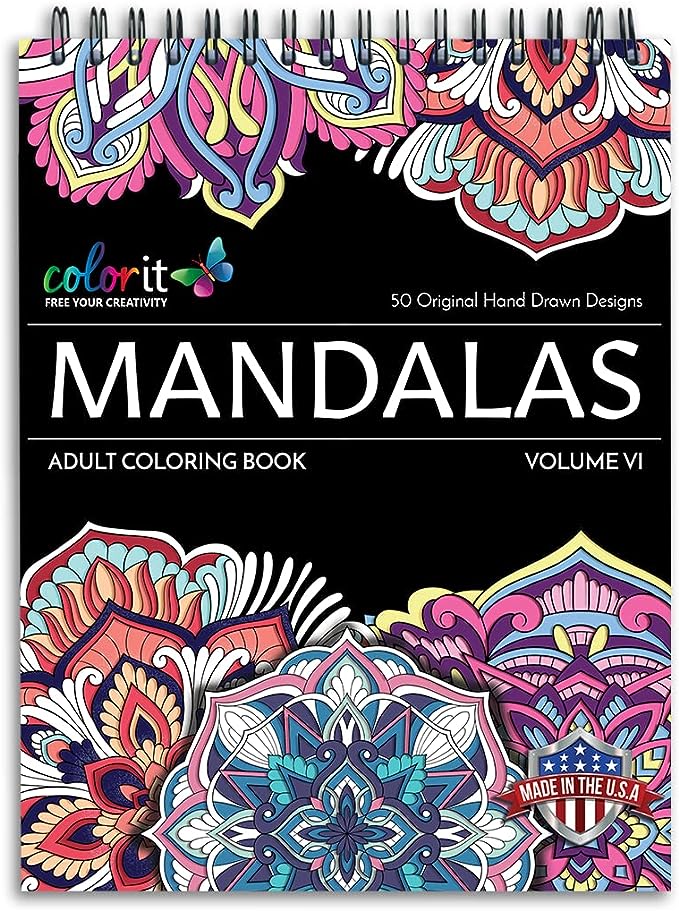 colorit
FREE YOUR CREATIVITY
50 Original Hand Drawn Designs
MANDALAS
ADULT COLORING BOOK
VOLUME VI
MADE IN THE U.S.A